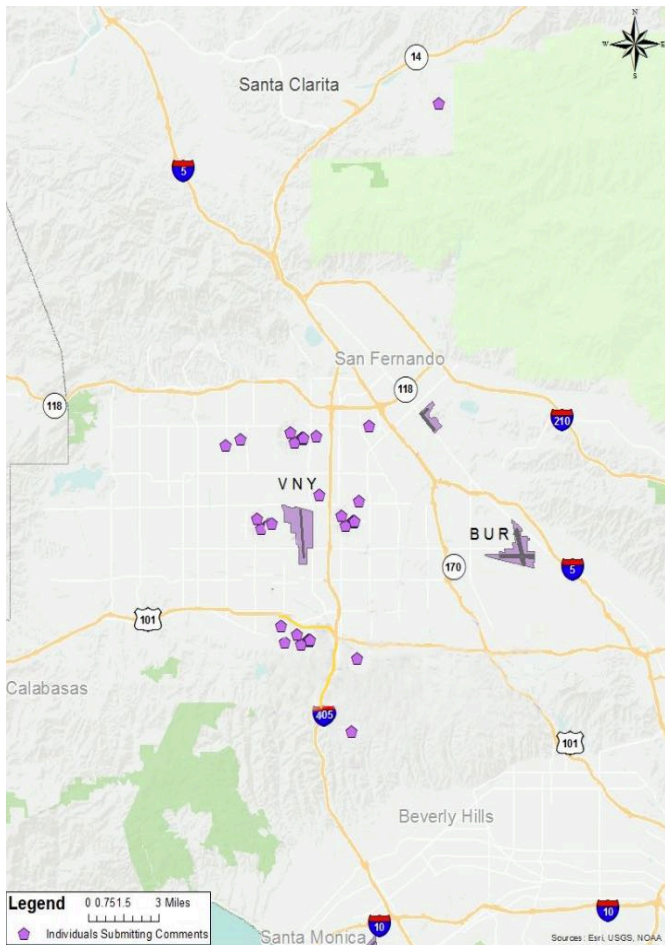 N
W E
S
14
Santa Clarita
5
San Fernando
118
118
210
VNY
BUR
170
5
101
Calabasas
405
101
Beverly Hills
Legend 0 0.75 1.5 3 Miles
Individuals Submitting Comments
10
10
Santa Monica
Sources: Esri, USGS, NOAA